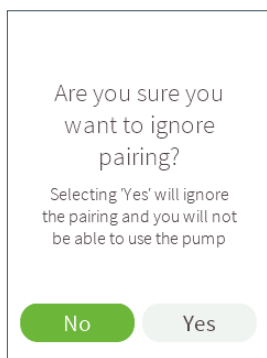 Are you sure you
want to ignore
pairing?
Selecting 'Yes' will ignore
the pairing and you will not
be able to use the pump
No
Yes